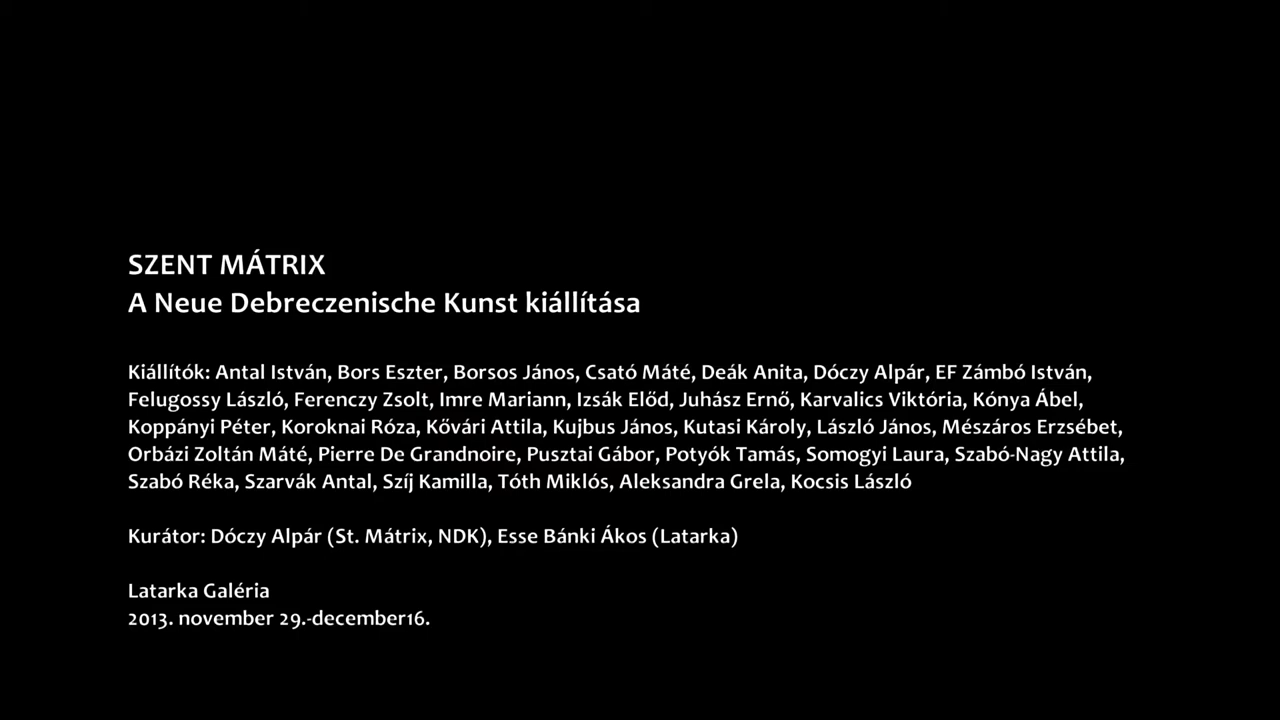 SZENT MÁTRIX
A Neue Debreczenische Kunst kiállítása
Kiállítók: Antal István, Bors Eszter, Borsos János, Csató Máté, Deák Anita, Dóczy Alpár, EF Zámbó István,
Felugossy László, Ferenczy Zsolt, Imre Mariann, Izsák Előd, Juhász Ernő, Karvalics Viktória, Kónya Ábel,
Koppányi Péter, Koroknai Róza, Kővári Attila, Kujbus János, Kutasi Károly, László János, Mészáros Erzsébet,
Orbázi Zoltán Máté, Pierre De Grandnoire, Pusztai Gábor, Potyók Tamás, Somogyi Laura, Szabó-Nagy Attila,
Szabó Réka, Szarvák Antal, Szíj Kamilla, Tóth Miklós, Aleksandra Grela, Kocsis László
Kurátor: Dóczy Alpár (St. Mátrix, NDK), Esse Bánki Ákos (Latarka)
Latarka Galéria
2013. november 29.-december16.